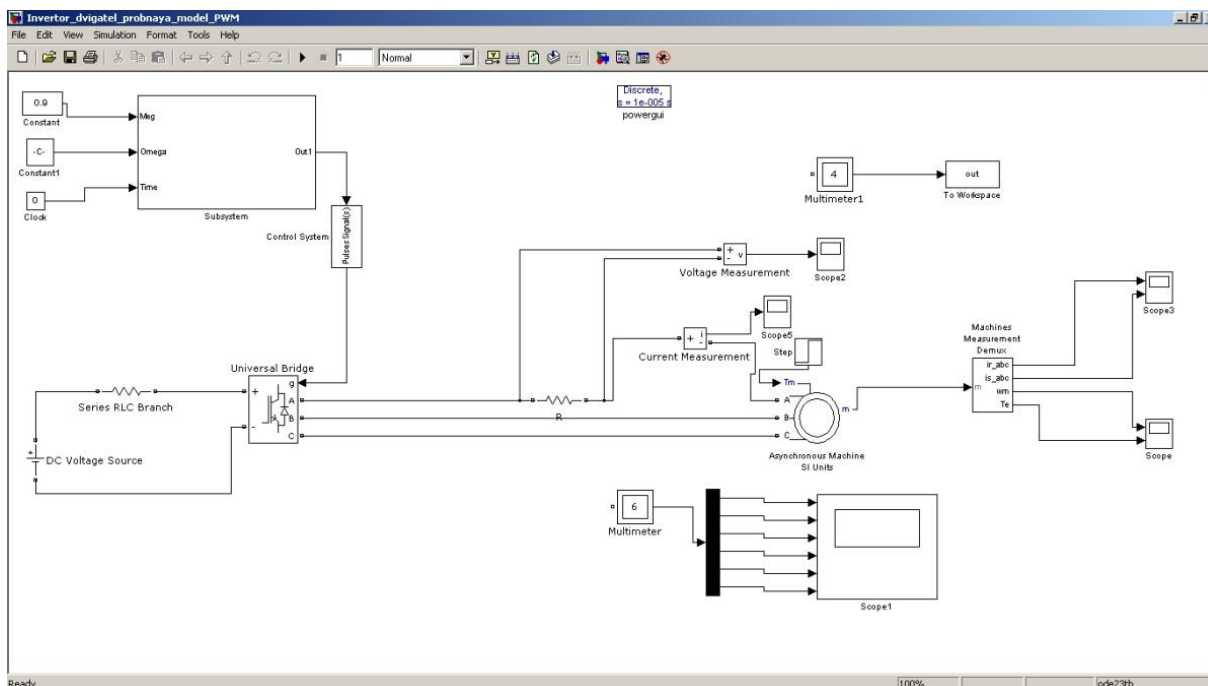 Invertor_dvigatel_probnaya_model_PWM
File Edit View Simulation Format Tools Help
1 Normal
0.9
Constant
-C-
Constant1
0
Clock
Meg
Omega
Time
Out1
Subsystem
Discrete,
s = 1e-005 s
powergui
4
Multimeter1
out
To Workspace
Control System
Pulses Signal(s)
+
-
v
Voltage Measurement
Scope2
Scope5
+
i
-
Current Measurement
Step
Machines
Measurement
Demux
m
ir_abc
is_abc
wm
Te
Scope3
Scope
Universal Bridge
g
+
-
A
B
C
Series RLC Branch
+
DC Voltage Source
R
Tm
A
B
C
m
Asynchronous Machine
SI Units
6
Multimeter
Scope1
Ready
100%
ode23tb